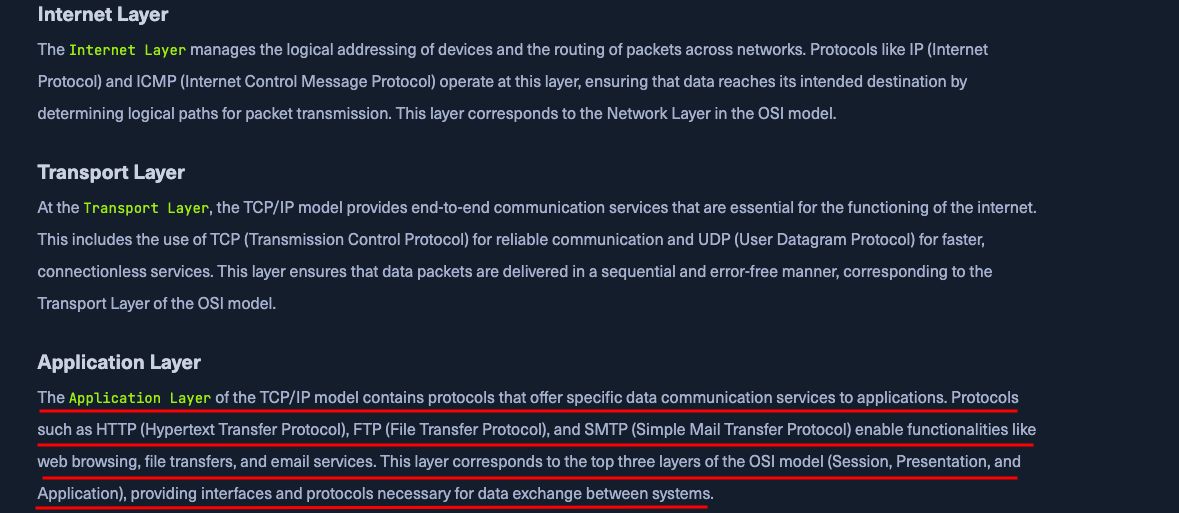 Internet Layer
The Internet Layer manages the logical addressing of devices and the routing of packets across networks. Protocols like IP (Internet
Protocol) and ICMP (Internet Control Message Protocol) operate at this layer, ensuring that data reaches its intended destination by
determining logical paths for packet transmission. This layer corresponds to the Network Layer in the OSI model.
Transport Layer
At the Transport Layer, the TCP/IP model provides end-to-end communication services that are essential for the functioning of the internet.
This includes the use of TCP (Transmission Control Protocol) for reliable communication and UDP (User Datagram Protocol) for faster,
connectionless services. This layer ensures that data packets are delivered in a sequential and error-free manner, corresponding to the
Transport Layer of the OSI model.
Application Layer
The Application Layer of the TCP/IP model contains protocols that offer specific data communication services to applications. Protocols
such as HTTP (Hypertext Transfer Protocol), FTP (File Transfer Protocol), and SMTP (Simple Mail Transfer Protocol) enable functionalities like
web browsing, file transfers, and email services. This layer corresponds to the top three layers of the OSI model (Session, Presentation, and
Application), providing interfaces and protocols necessary for data exchange between systems.